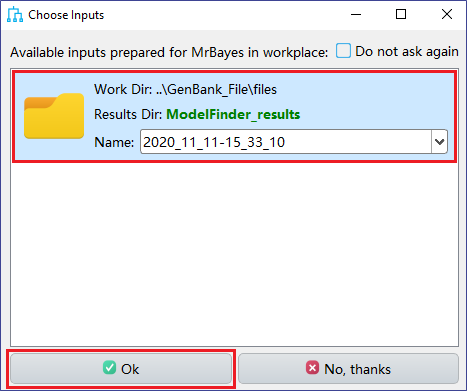 Choose Inputs
Available inputs prepared for MrBayes in workplace: Do not ask again
Work Dir: ..\GenBank_File\files
Results Dir: ModelFinder_results
Name: 2020_11_11-15_33_10
Ok
No, thanks